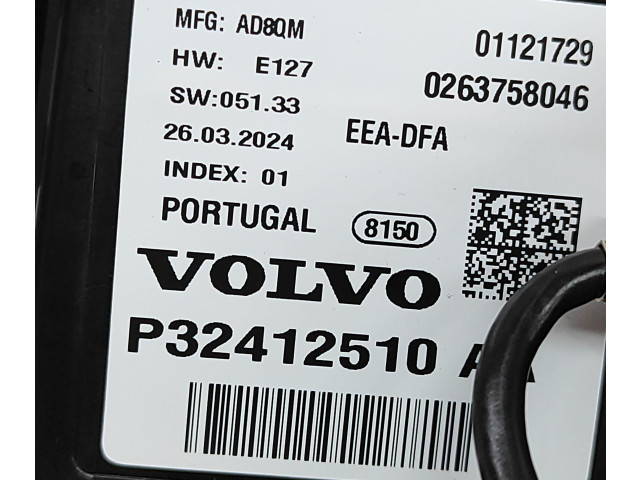 MFG: AD8QM 01121729
HW: E127 0263758046
SW:051.33
26.03.2024 EEA-DFA
INDEX: 01
PORTUGAL 8150
VOLVO
P32412510